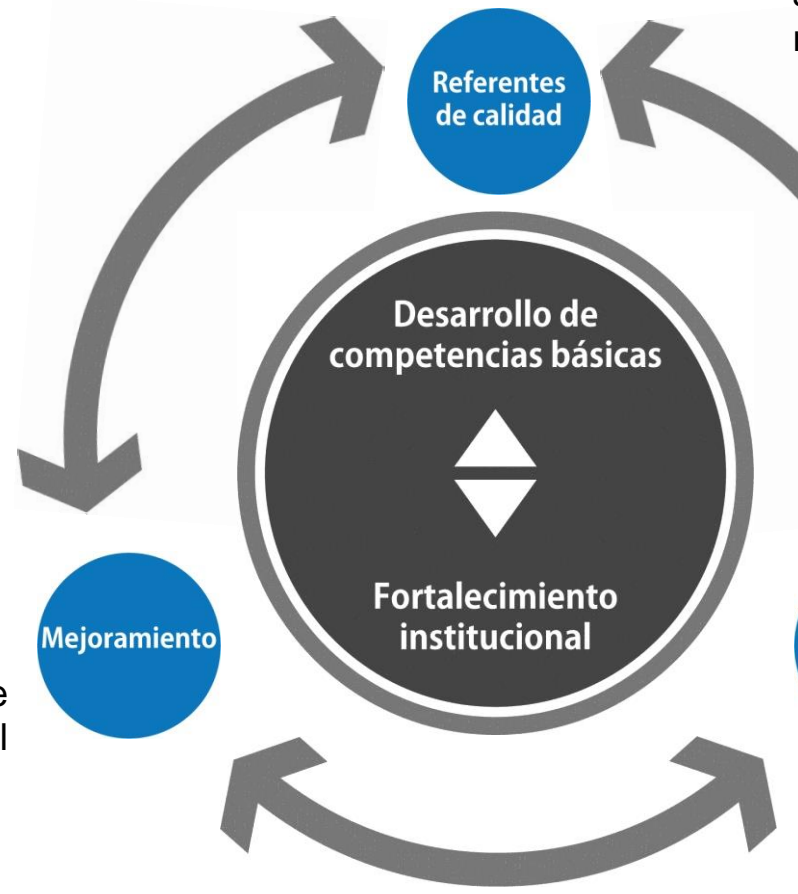 Referentes
de calidad
Desarrollo de
competencias básicas
Fortalecimiento
institucional
Mejoramiento